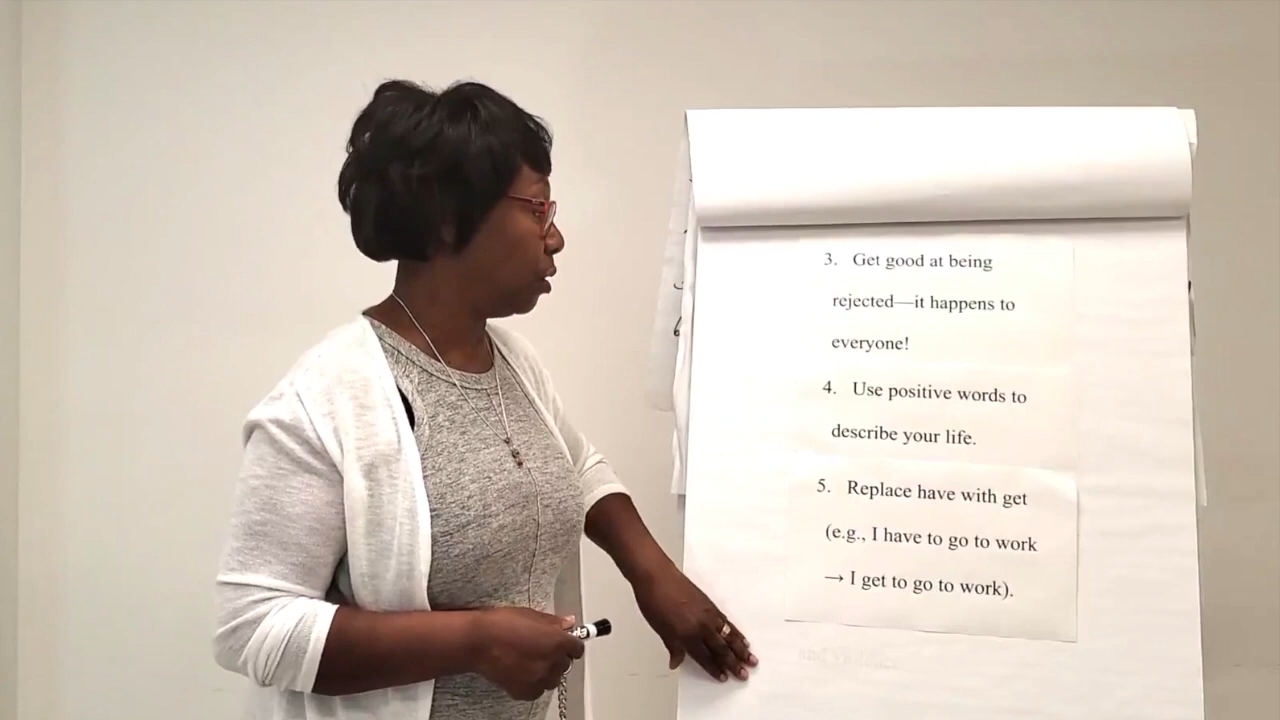 3. Get good at being
rejected—it happens to
everyone!
4. Use positive words to
describe your life.
5. Replace have with get
(e.g., I have to go to work
→ I get to go to work).